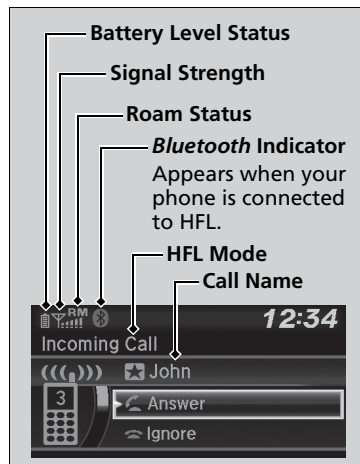 Battery Level Status
Signal Strength
Roam Status
Bluetooth Indicator
Appears when your
phone is connected
to HFL.
HFL Mode
Call Name
RM
12:34
Incoming Call
John
3
Answer
Ignore